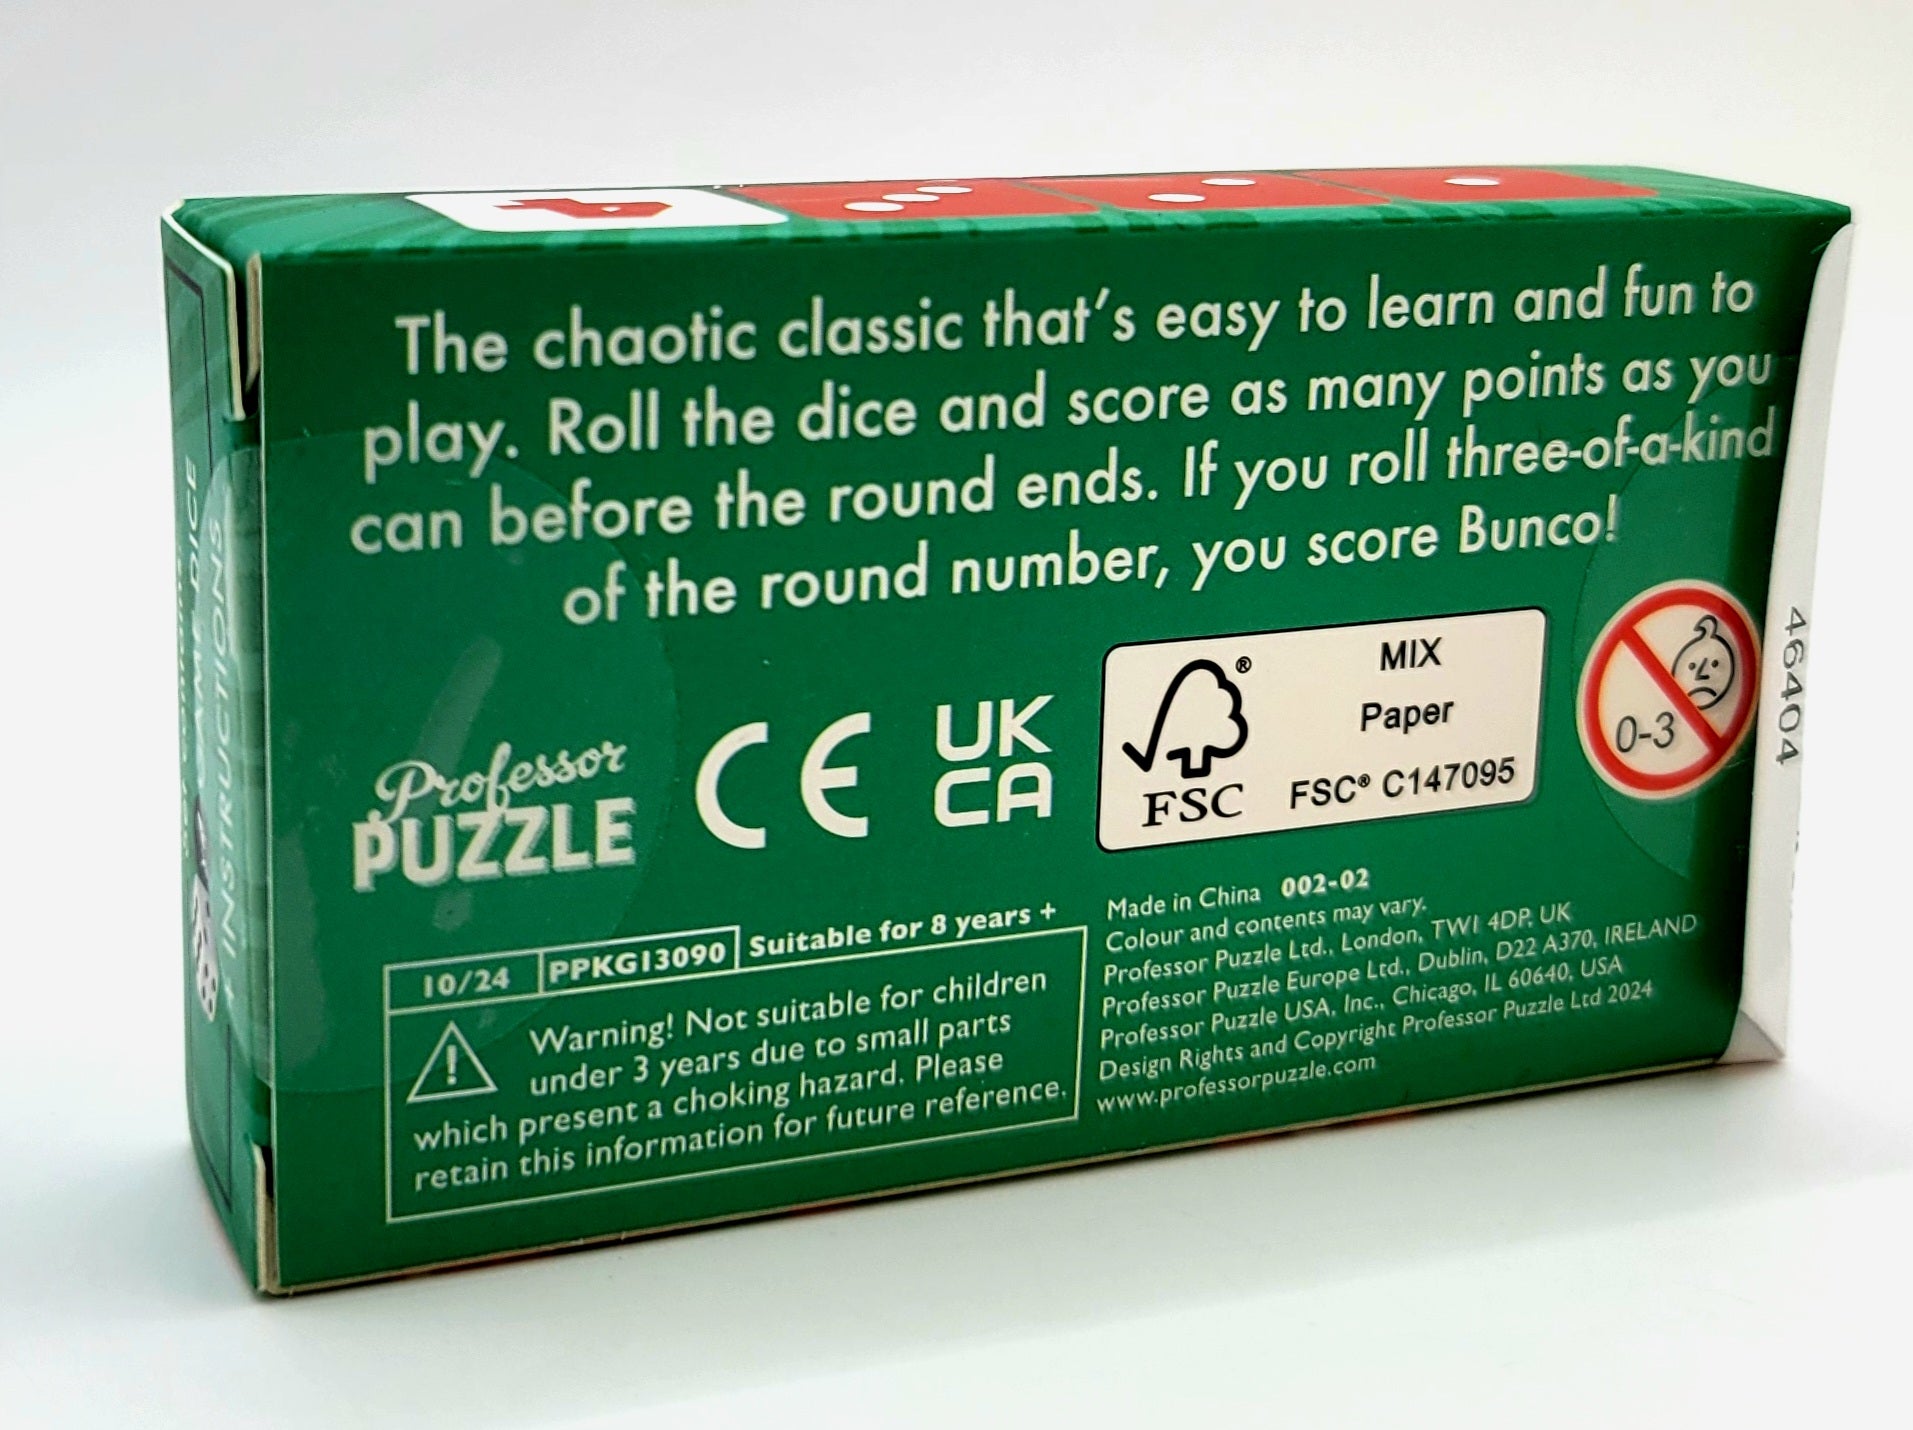 The chaotic classic that's easy to learn and fun to
play. Roll the dice and score as many points as you
can before the round ends. If you roll three-of-a-kind
of the round number, you score Bunco!
Professor
PUZZLE
CE
UK
CA
FSC®
MIX
Paper
FSC® C147095
0-3
10/24 PPKG13090 Suitable for 8 years +
Warning! Not suitable for children
under 3 years due to small parts
which present a choking hazard. Please
retain this information for future reference.
Made in China 002-02
Colour and contents may vary.
Professor Puzzle Ltd., London, TW1 4DP, UK
Professor Puzzle Europe Ltd., Dublin, D22 A370, IRELAND
Professor Puzzle USA, Inc., Chicago, IL 60640, USA
Design Rights and Copyright Professor Puzzle Ltd 2024
www.professorpuzzle.com
DICE
INSTRUCTIONS
46404